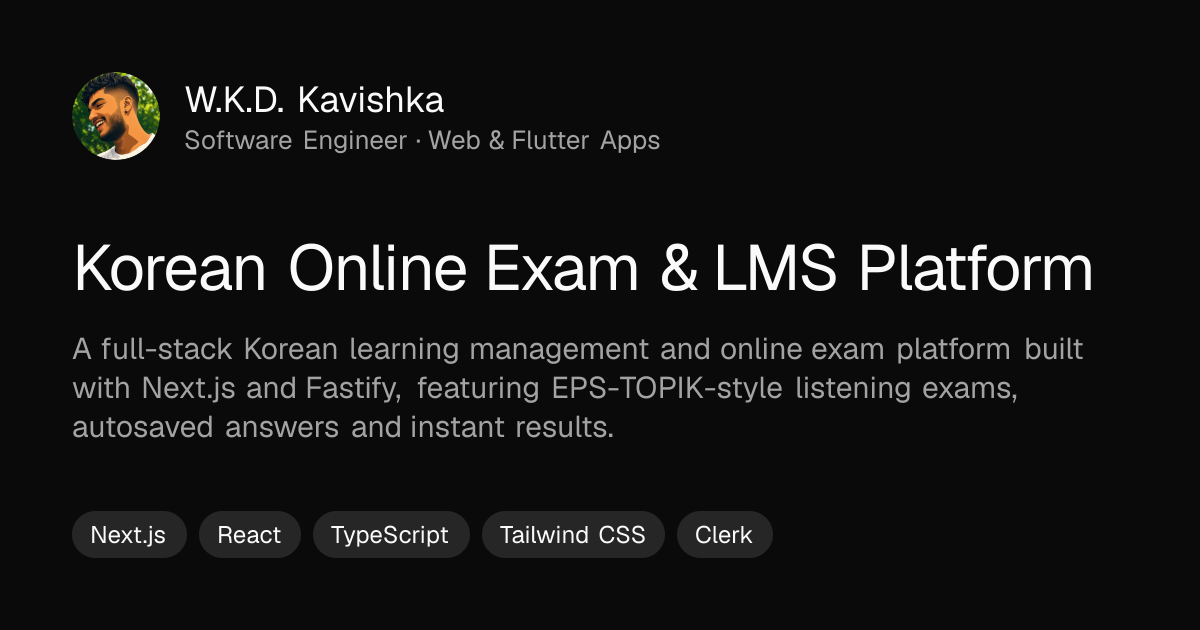 W.K.D. Kavishka
Software Engineer · Web & Flutter Apps
Korean Online Exam & LMS Platform
A full-stack Korean learning management and online exam platform built
with Next.js and Fastify, featuring EPS-TOPIK-style listening exams,
autosaved answers and instant results.
Next.js React TypeScript Tailwind CSS Clerk